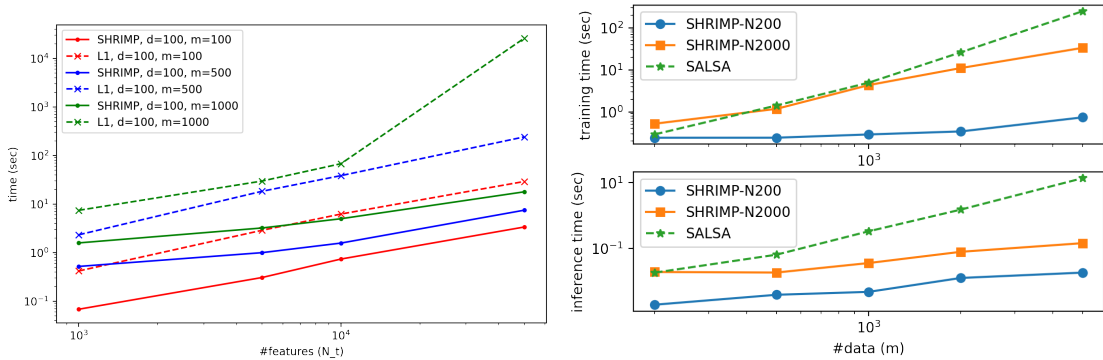 time (sec)
10^4
10^3
10^2
10^1
10^0
10^-1
SHRIMP, d=100, m=100
L1, d=100, m=100
SHRIMP, d=100, m=500
L1, d=100, m=500
SHRIMP, d=100, m=1000
L1, d=100, m=1000
10^3
10^4
#features (N_t)
training time (sec)
10^2
10^1
10^0
SHRIMP-N200
SHRIMP-N2000
SALSA
10^3
inference time (sec)
10^1
10^-1
SHRIMP-N200
SHRIMP-N2000
SALSA
10^3
#data (m)